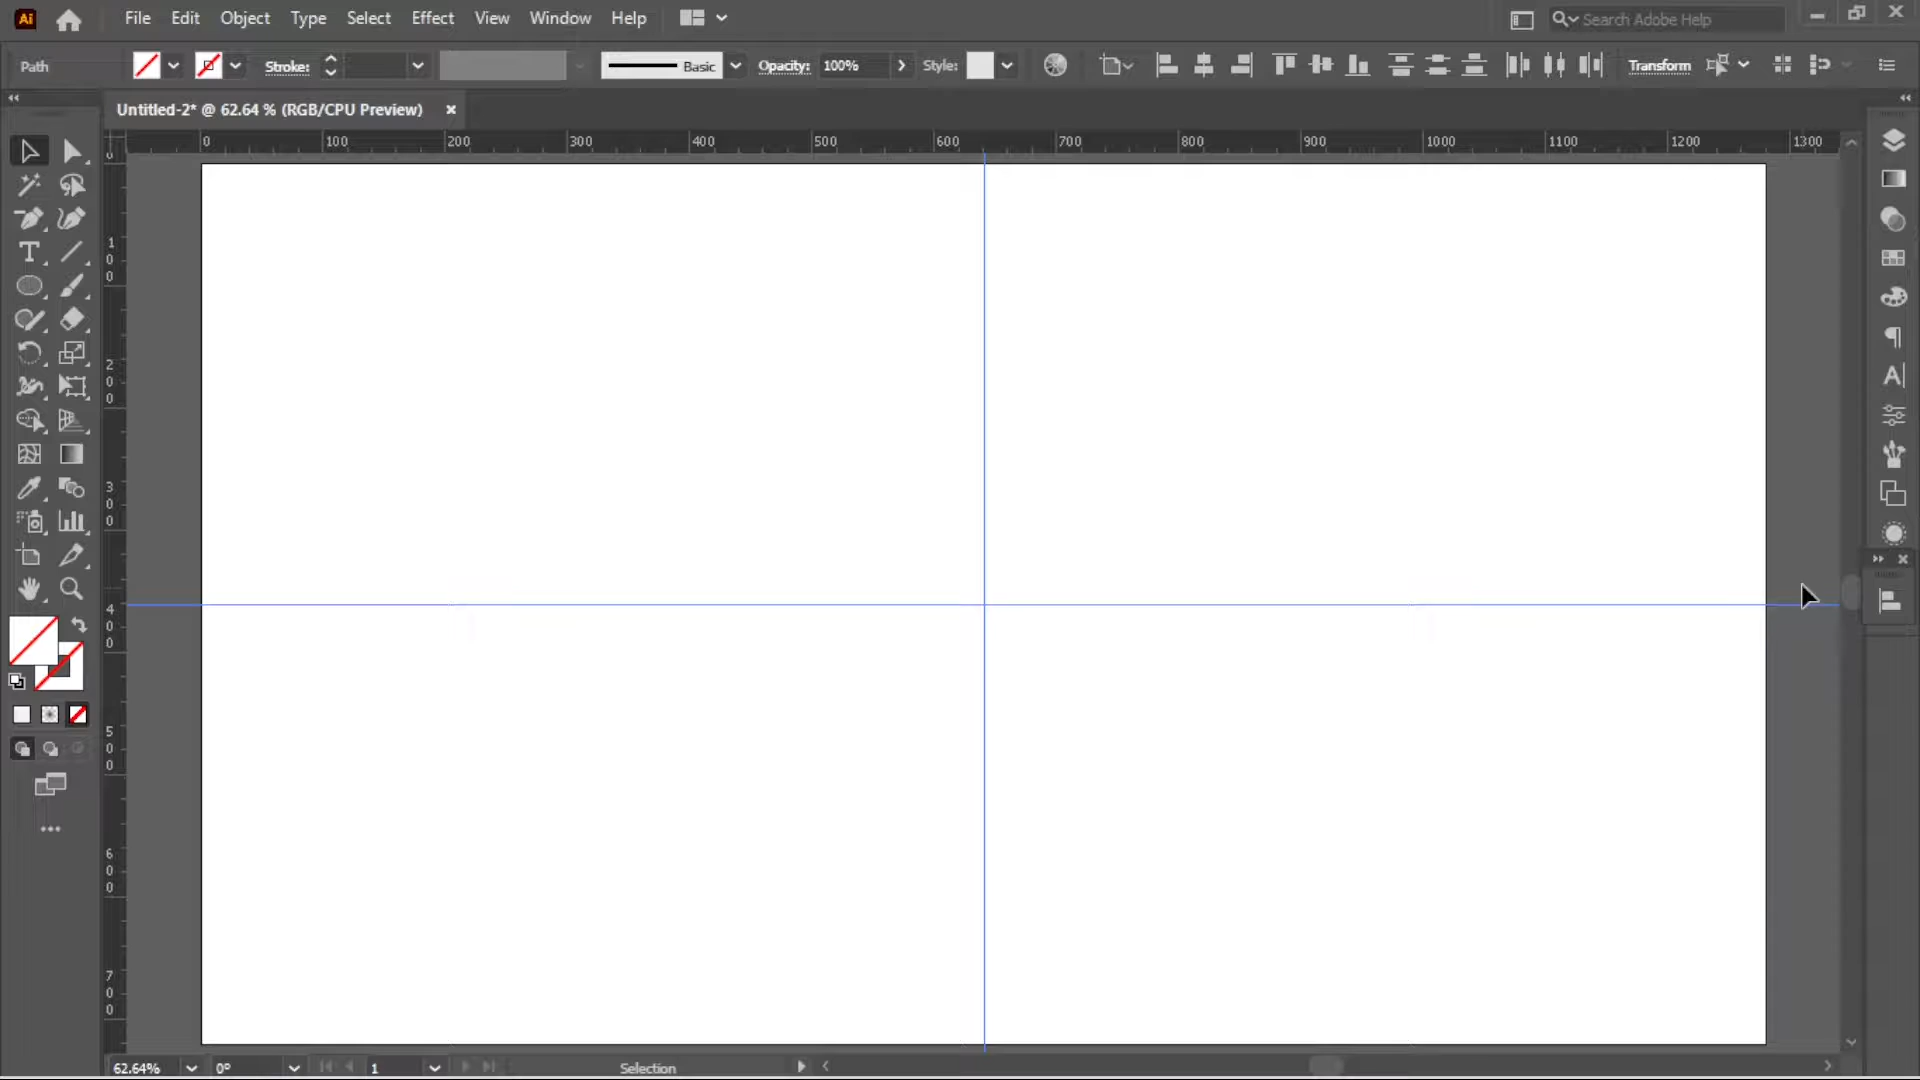 Ai File Edit Object Type Select Effect View Window Help Search Adobe Help
Path Stroke: Basic Opacity: 100% Style: Transform
Untitled-2* @ 62.64 % (RGB/CPU Preview)
0 100 200 300 400 500 600 700 800 900 1000 1100 1200 1300
0
100
200
300
400
500
600
700
62.64% 0° 1 Selection